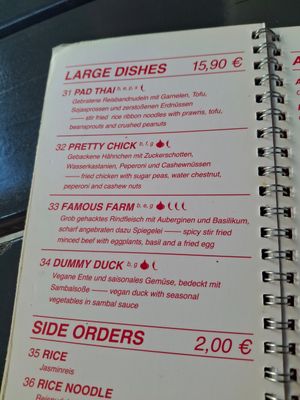 LARGE DISHES 15,90 €
31 PAD THAI b, e, p, s
Gebratene Reisbandnudeln mit Garnelen, Tofu,
Sojasprossen und zerstoßenen Erdnüssen
—— stir fried rice ribbon noodles with prawns, tofu,
beansprouts and crushed peanuts
32 PRETTY CHICK b, f, g
Gebackene Hähnchen mit Zuckerschoten,
Wasserkastanien, Peperoni und Cashewnüssen
—— fried chicken with sugar peas, water chestnut,
peperoni and cashew nuts
33 FAMOUS FARM b, e, g
Grob gehacktes Rindfleisch mit Auberginen und Basilikum,
scharf angebraten dazu Spiegelei —— spicy stir fried
minced beef with eggplants, basil and a fried egg
34 DUMMY DUCK b, g
Vegane Ente und saisonales Gemüse, bedeckt mit
Sambalsoße —— vegan duck with seasonal
vegetables in sambal sauce
SIDE ORDERS 2,00 €
35 RICE
Jasminreis
36 RICE NOODLE